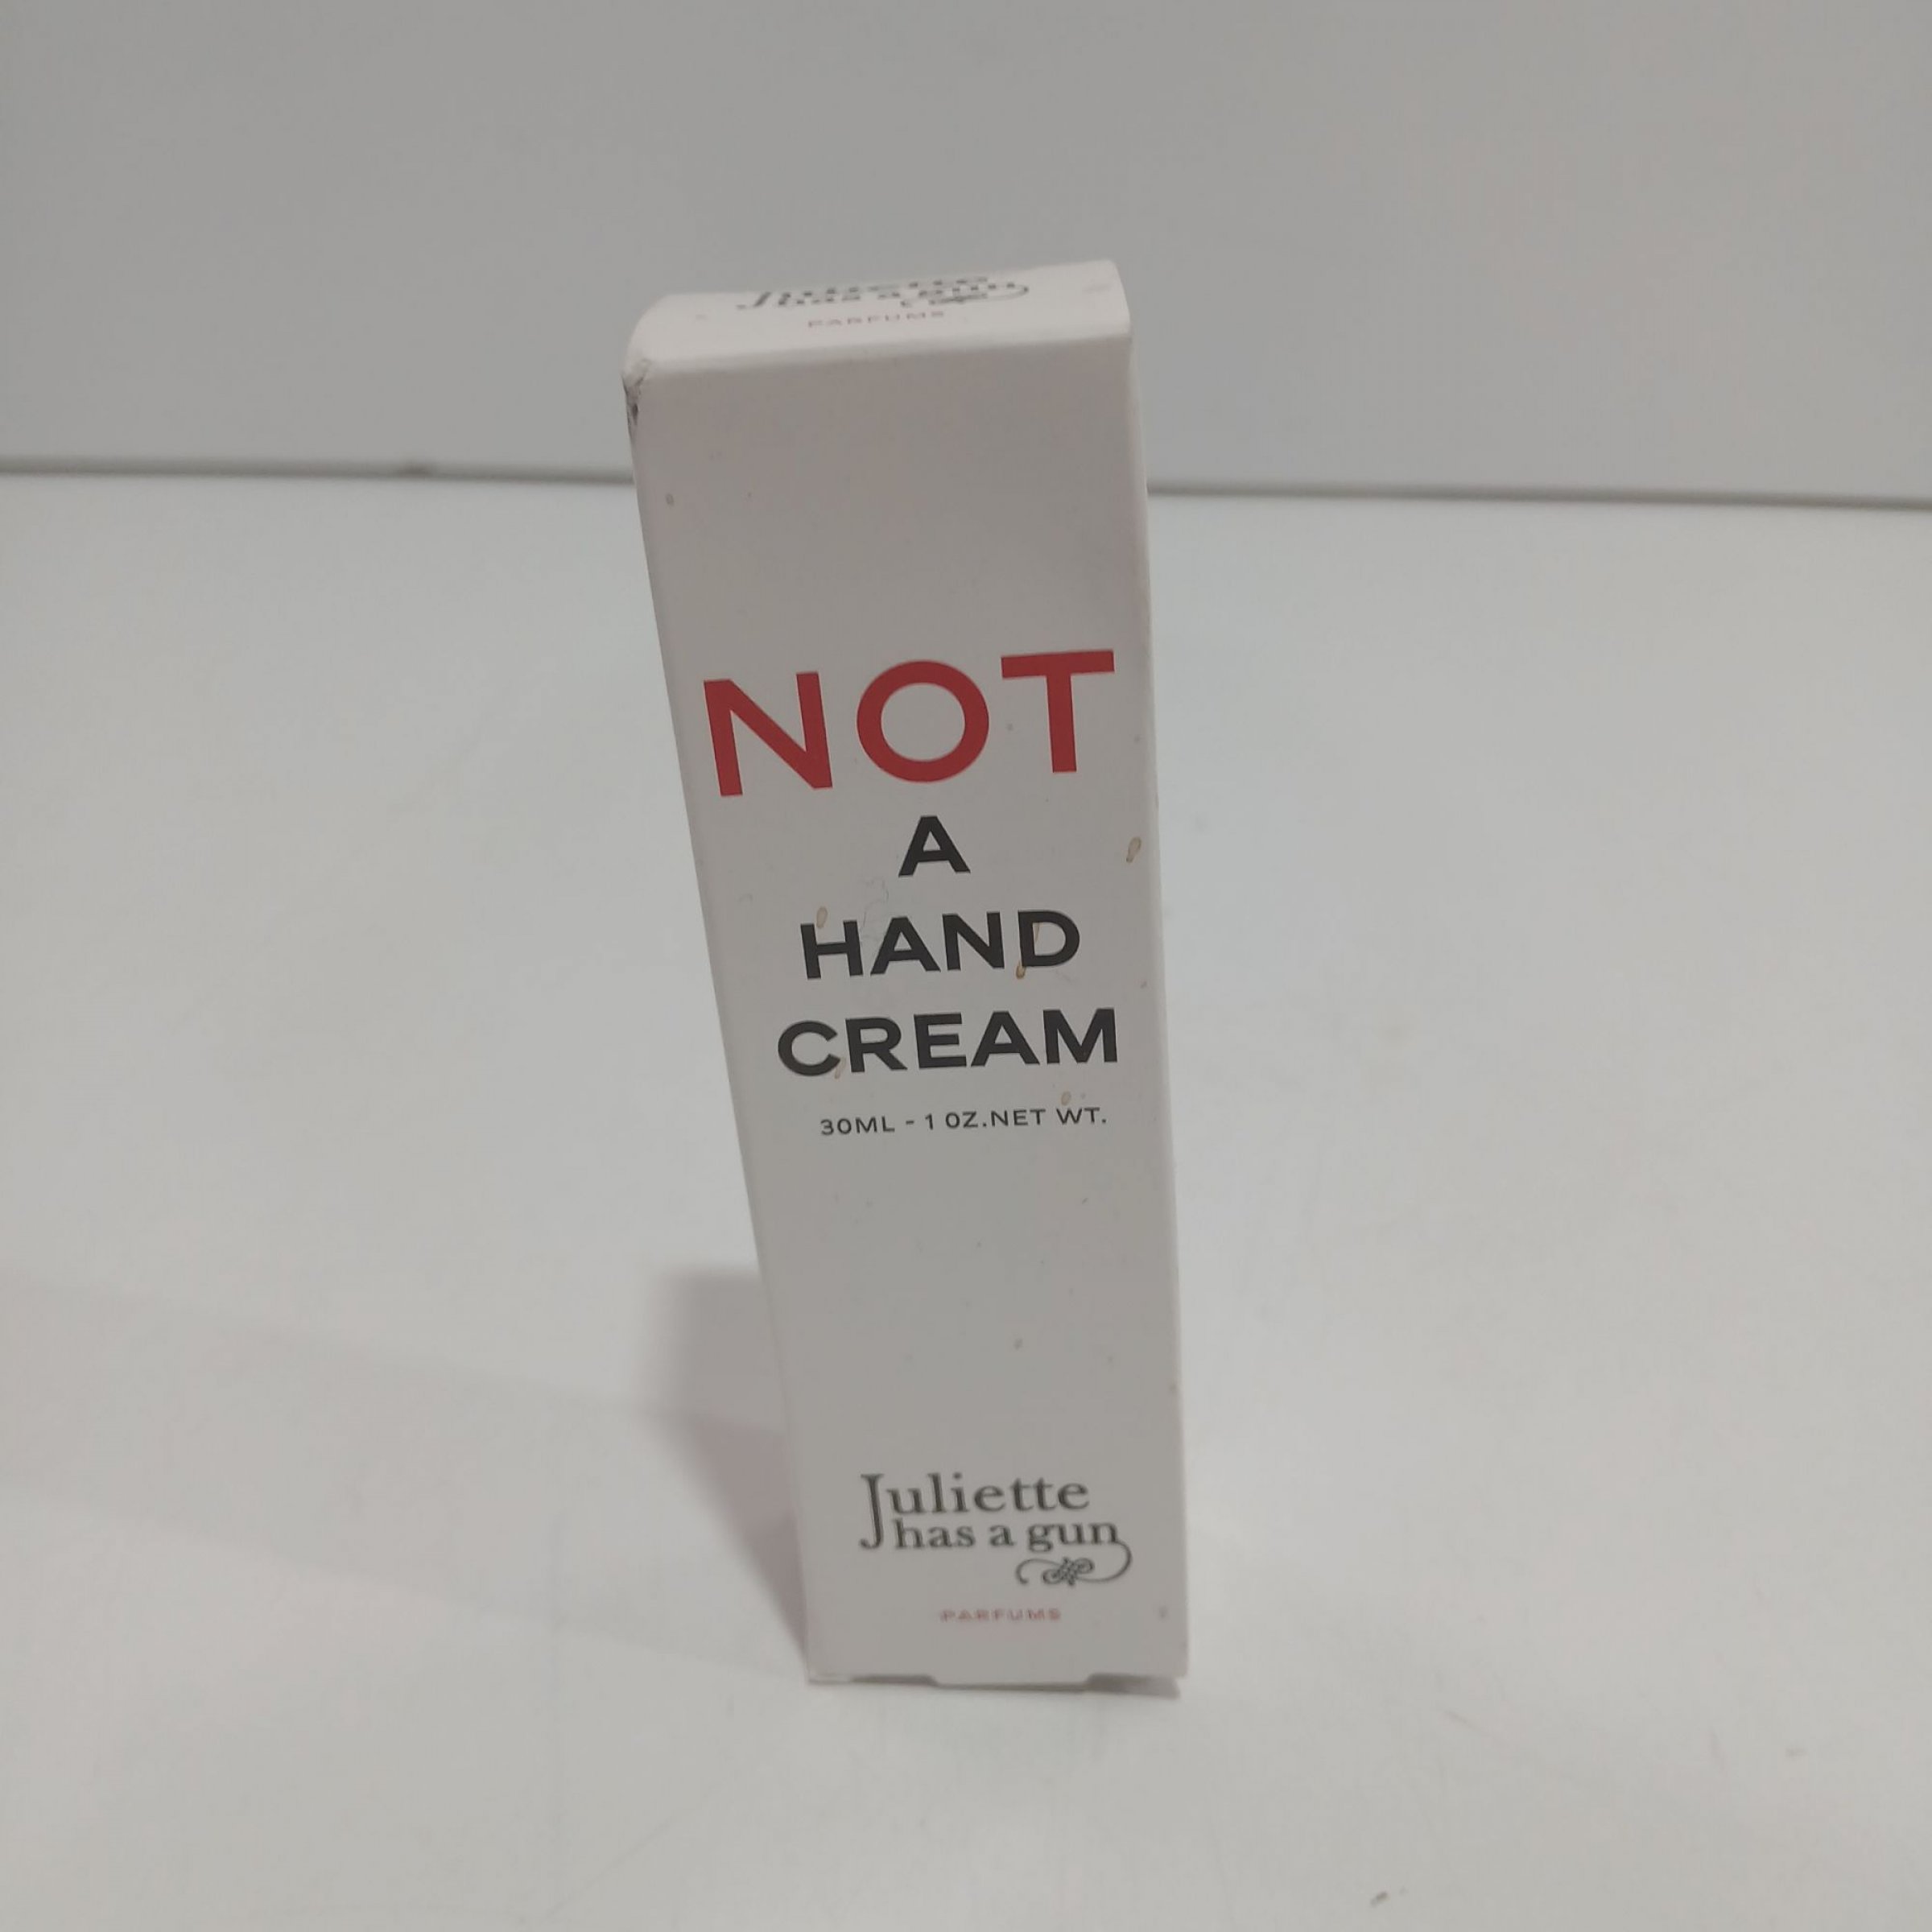 Juliette
has a gun
PARFUMS
NOT
A
HAND
CREAM
30ML - 1 OZ.NET WT.
Juliette
has a gun
PARFUMS